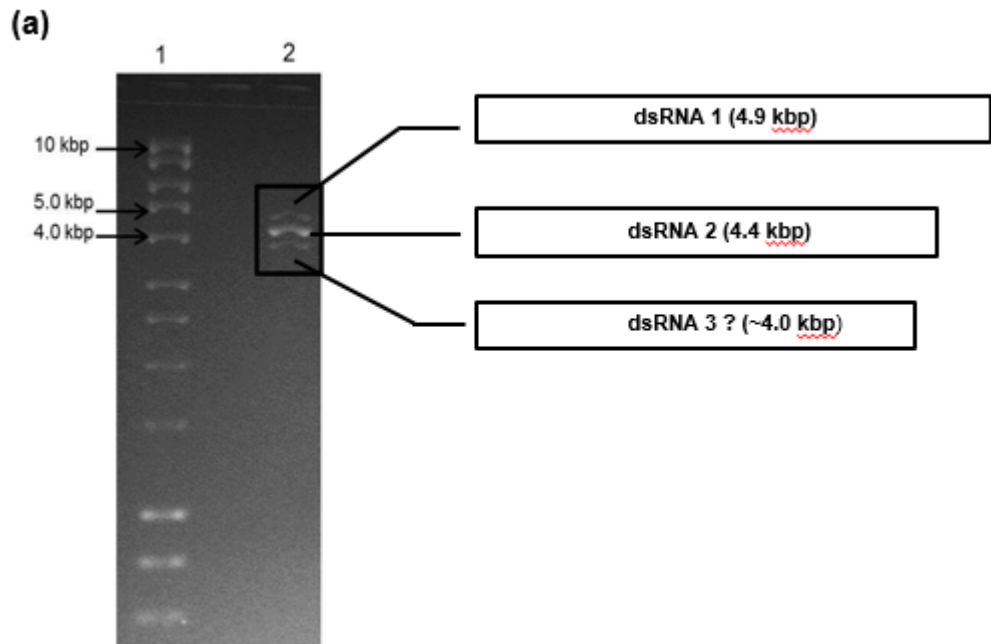 (a)
1 2
10 kbp
5.0 kbp
4.0 kbp
dsRNA 1 (4.9 kbp)
dsRNA 2 (4.4 kbp)
dsRNA 3 ? (~4.0 kbp)